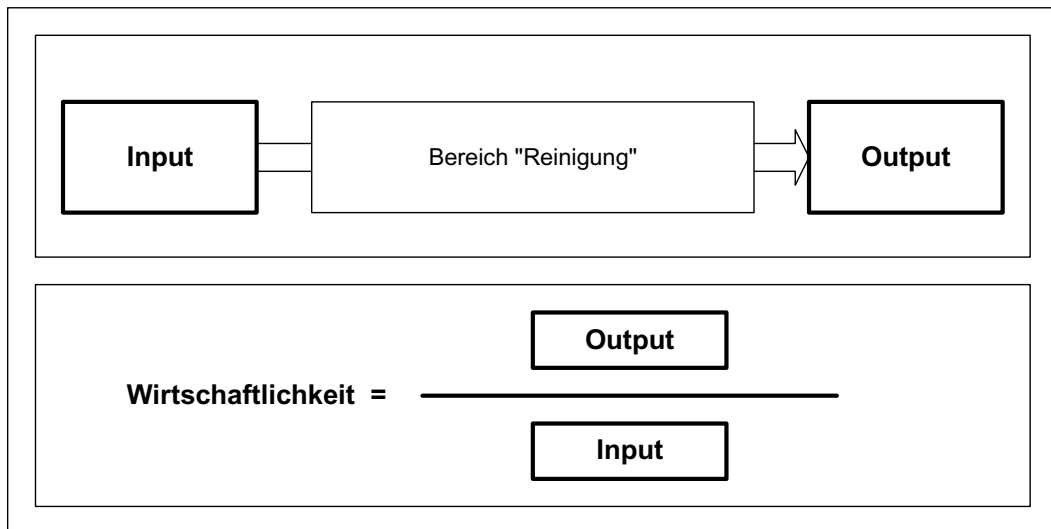 Input
Bereich "Reinigung"
Output
Output
Wirtschaftlichkeit =
Input